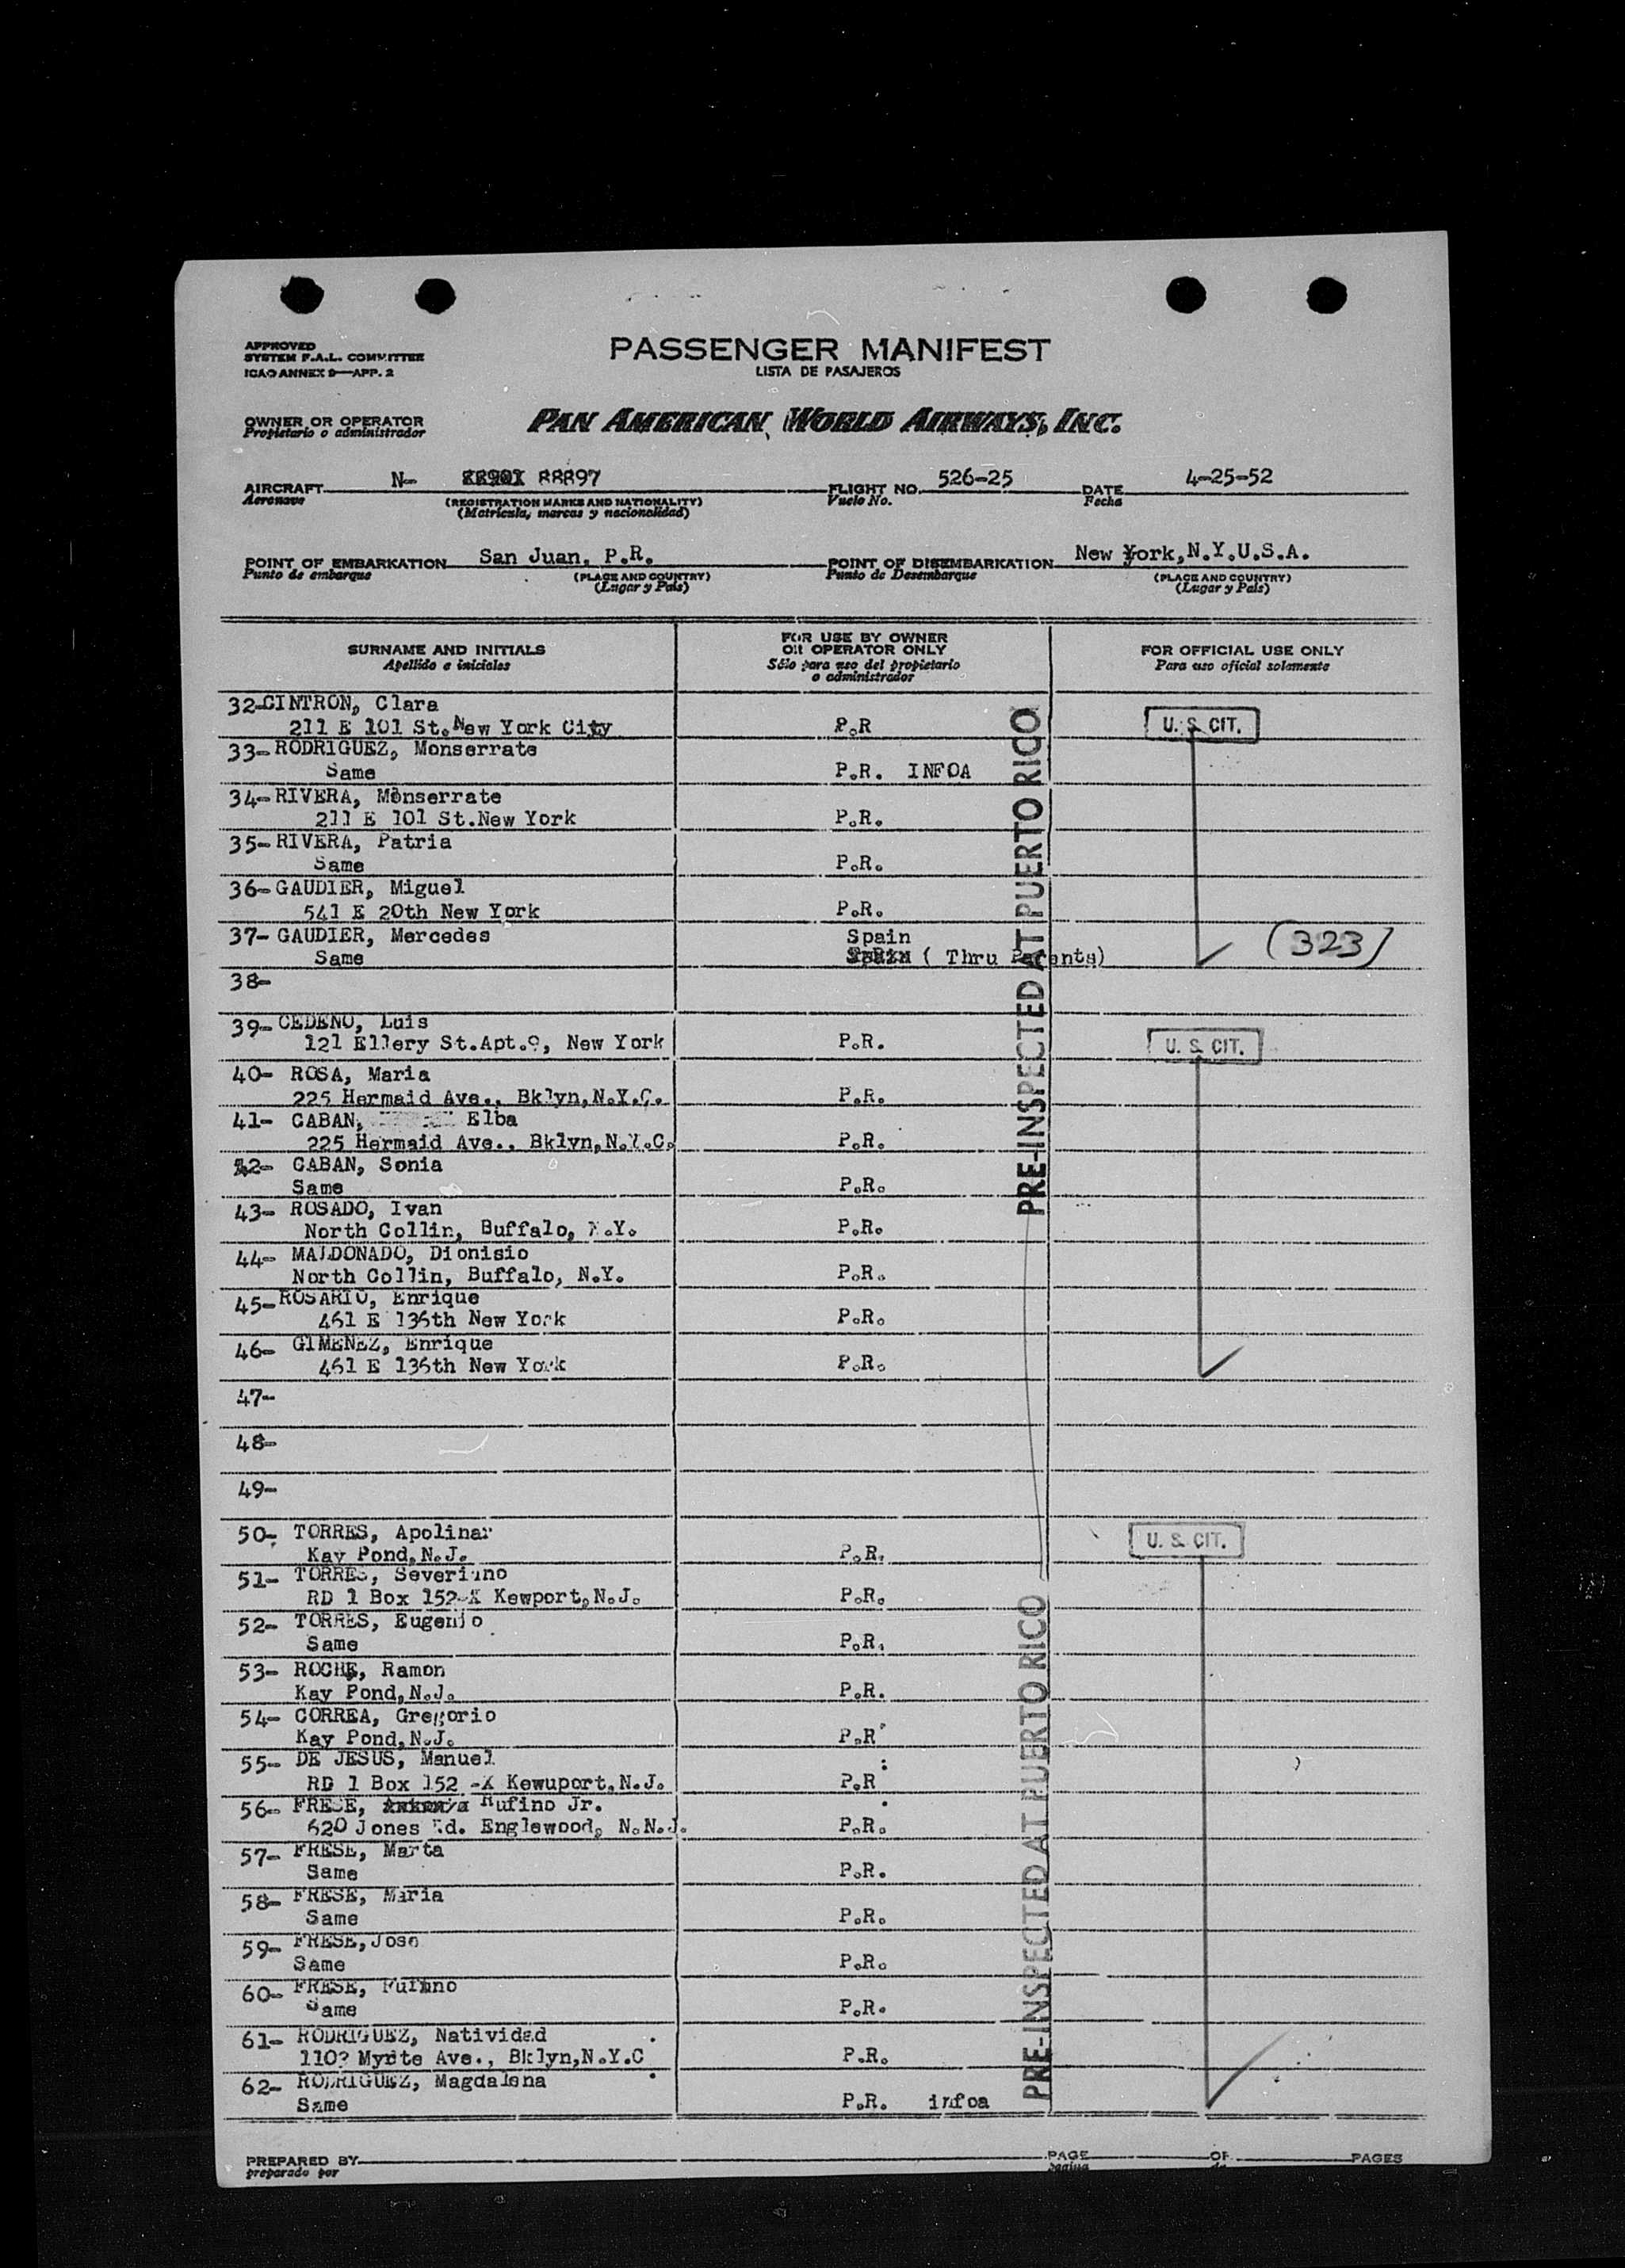 APPROVED
SYSTEM F.A.L. COMMITTEE
ICAO ANNEX 9—APP. 2
PASSENGER MANIFEST
LISTA DE PASAJEROS
OWNER OR OPERATOR
Propietario o administrador
PAN AMERICAN WORLD AIRWAYS, INC.
AIRCRAFT N- 88897
Aeronave
(REGISTRATION MARKS AND NATIONALITY)
(Matricula, marcas y nacionalidad)
FLIGHT NO. 526-25
Vuelo No.
DATE 4-25-52
Fecha
POINT OF EMBARKATION San Juan, P.R.
Punto de embarque
(PLACE AND COUNTRY)
(Lugar y País)
POINT OF DISEMBARKATION New York,N.Y.U.S.A.
Punto de Desembarque
(PLACE AND COUNTRY)
(Lugar y País)
SURNAME AND INITIALS
Apellido e iniciales
FOR USE BY OWNER
OR OPERATOR ONLY
Sólo para uso del propietario
o administrador
FOR OFFICIAL USE ONLY
Para uso oficial solamente
32-CINTRON, Clara
211 E 101 St.New York City P.R
U. S. CIT.
33- RODRIGUEZ, Monserrate
Same P.R. INFOA
34- RIVERA, Monserrate
211 E 101 St.New York P.R.
35- RIVERA, Patria
Same P.R.
36- GAUDIER, Miguel
541 E 20th New York P.R.
37- GAUDIER, Mercedes Spain
Same ( Thru Parents)
(323)
38-
39- CEDENO, Luis
121 Ellery St.Apt.9, New York P.R.
U. S. CIT.
40- ROSA, Maria
225 Hermaid Ave., Bklyn,N.Y.C. P.R.
41- CABAN, Elba
225 Hermaid Ave., Bklyn,N.Y.C. P.R.
42- CABAN, Sonia
Same P.R.
43- ROSADO, Ivan
North Collin, Buffalo, N.Y. P.R.
44- MALDONADO, Dionisio
North Collin, Buffalo, N.Y. P.R.
45- ROSARIO, Enrique
461 E 136th New York P.R.
46- GIMENEZ, Enrique
461 E 136th New York P.R.
47-
48-
49-
PRE-INSPECTED AT PUERTO RICO
50- TORRES, Apolinar
Kay Pond,N.J. P.R.
U. S. CIT.
51- TORRES, Severiano
RD 1 Box 152-X Kewport,N.J. P.R.
52- TORRES, Eugenio
Same P.R.
53- ROCHE, Ramon
Kay Pond,N.J. P.R.
54- CORREA, Gregorio
Kay Pond,N.J. P.R
55- DE JESUS, Manuel
RD 1 Box 152 -X Kewuport,N.J. P.R
56- FRESE, Rufino Jr.
620 Jones Rd. Englewood, N.N.J. P.R.
57- FRESE, Marta
Same P.R.
58- FRESE, Maria
Same P.R.
59- FRESE,Jose
Same P.R.
60- FRESE, Rufino
Same P.R.
61- RODRIGUEZ, Natividad
Ave., Bklyn,N.Y.C P.R.
62- RODRIGUEZ, Magdalena
Same P.R. infoa
PRE-INSPECTED AT PUERTO RICO
PREPARED BY
preparado por
PAGE OF PAGES